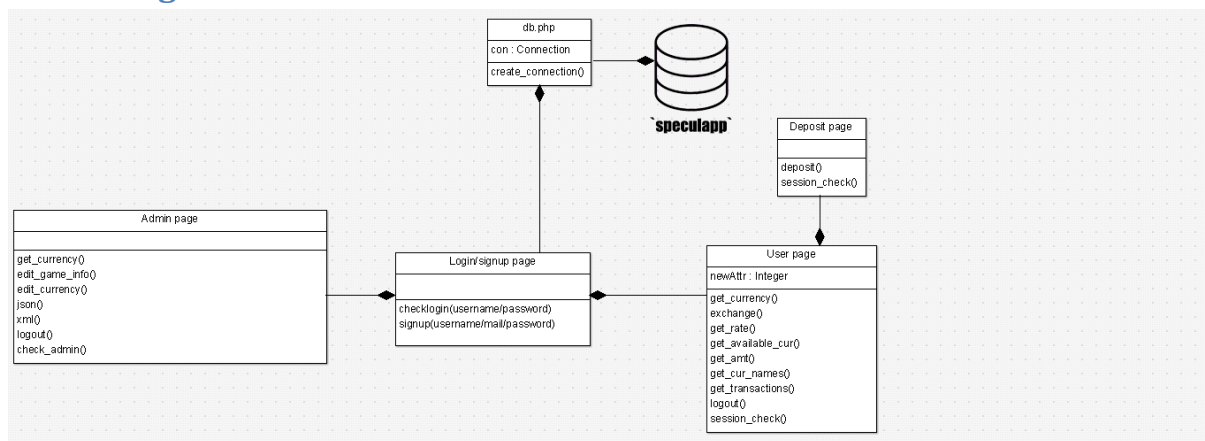 db.php
con : Connection
create_connection()
`speculapp`
Deposit page
deposit()
session_check()
Admin page
get_currency()
edit_game_info()
edit_currency()
json()
xml()
logout()
check_admin()
Login/signup page
checklogin(username/password)
signup(username/mail/password)
User page
newAttr : Integer
get_currency()
exchange()
get_rate()
get_available_cur()
get_amt()
get_cur_names()
get_transactions()
logout()
session_check()